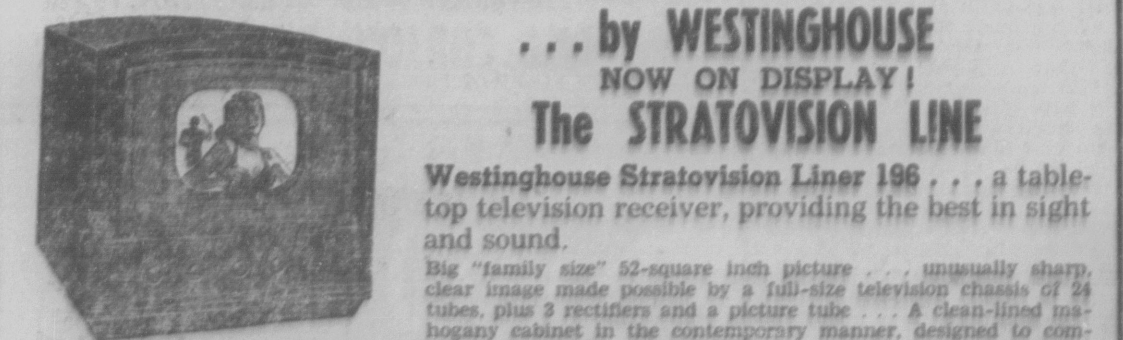 . . . by WESTINGHOUSE
NOW ON DISPLAY!
The STRATOVISION LINE
Westinghouse Stratovision Liner 196 . . . a table-
top television receiver, providing the best in sight
and sound.
Big "family size" 52-square inch picture . . . unusually sharp,
clear image made possible by a full-size television chassis of 24
tubes, plus 3 rectifiers and a picture tube . . . A clean-lined ma-
hogany cabinet in the contemporary manner, designed to com-